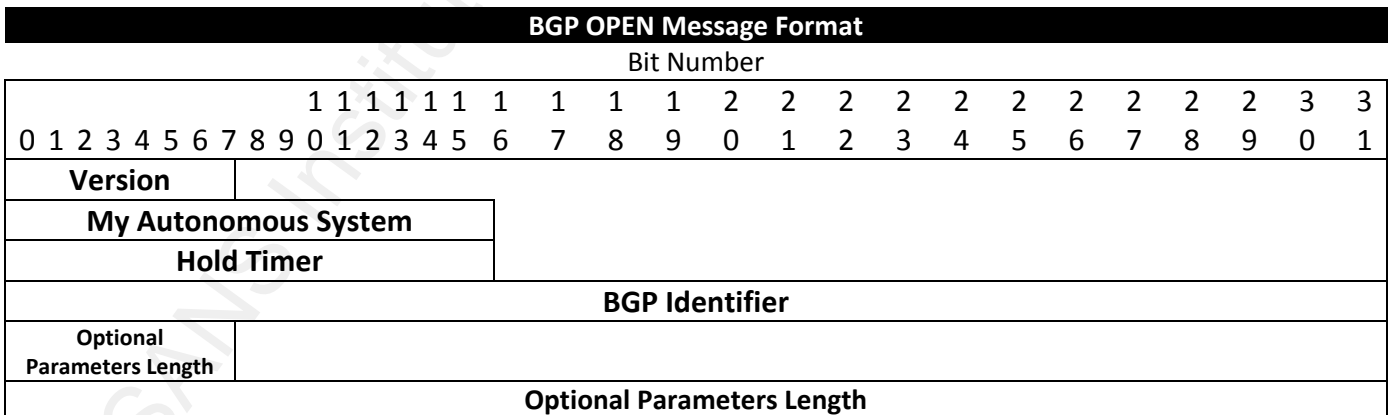 BGP OPEN Message Format
Bit Number
1 1 1 1 1 1 1 1 1 1 2 2 2 2 2 2 2 2 2 2 3 3
0 1 2 3 4 5 6 7 8 9 0 1 2 3 4 5 6 7 8 9 0 1 2 3 4 5 6 7 8 9 0 1
Version
My Autonomous System
Hold Timer
BGP Identifier
Optional
Parameters Length
Optional Parameters Length
SANS Institu